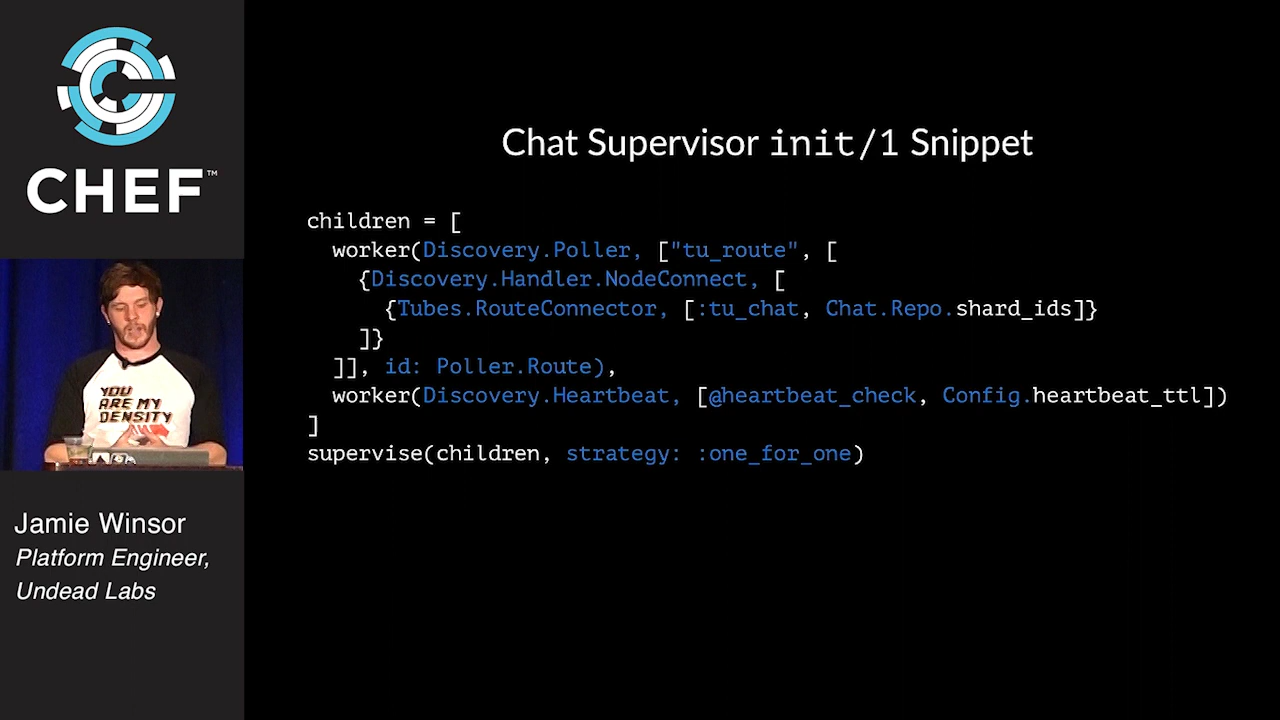 CHEF™
YOU
ARE MY
DENSITY
Jamie Winsor
Platform Engineer,
Undead Labs
Chat Supervisor init/1 Snippet
children = [
  worker(Discovery.Poller, ["tu_route", [
    {Discovery.Handler.NodeConnect, [
      {Tubes.RouteConnector, [:tu_chat, Chat.Repo.shard_ids]}
    ]}
  ]], id: Poller.Route),
  worker(Discovery.Heartbeat, [@heartbeat_check, Config.heartbeat_ttl])
]
supervise(children, strategy: :one_for_one)